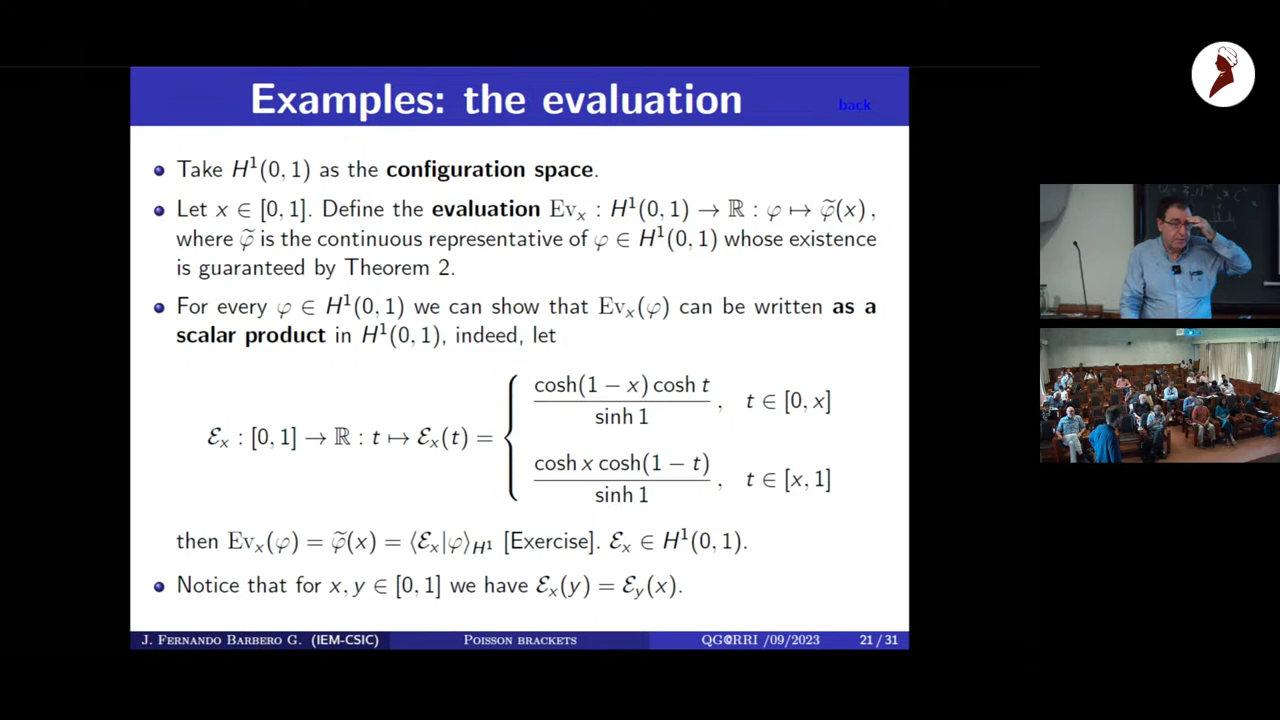 Examples: the evaluation
back
Take H¹(0, 1) as the configuration space.
Let x ∈ [0, 1]. Define the evaluation Evₓ : H¹(0, 1) → ℝ : φ ↦ φ̃(x) ,
where φ̃ is the continuous representative of φ ∈ H¹(0, 1) whose existence
is guaranteed by Theorem 2.
For every φ ∈ H¹(0, 1) we can show that Evₓ(φ) can be written as a
scalar product in H¹(0, 1), indeed, let
ℰₓ : [0, 1] → ℝ : t ↦ ℰₓ(t) = { cosh(1 − x) cosh t / sinh 1 , t ∈ [0, x]
cosh x cosh(1 − t) / sinh 1 , t ∈ [x, 1]
then Evₓ(φ) = φ̃(x) = ⟨ℰₓ|φ⟩_H¹ [Exercise]. ℰₓ ∈ H¹(0, 1).
Notice that for x, y ∈ [0, 1] we have ℰₓ(y) = ℰ_y(x).
J. Fernando Barbero G. (IEM-CSIC) Poisson brackets QG@RRI /09/2023 21 / 31